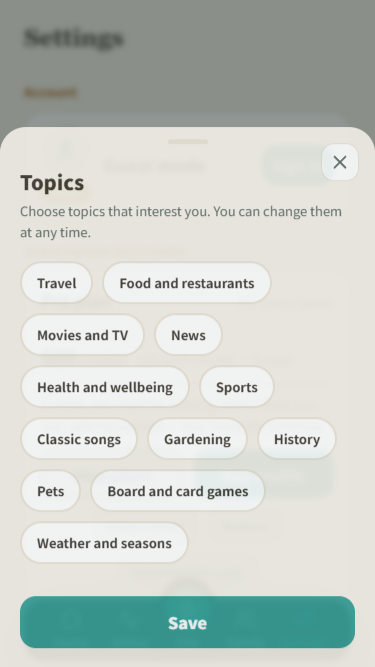 Settings
Account
Topics
Choose topics that interest you. You can change them
at any time.
Travel
Food and restaurants
Movies and TV
News
Health and wellbeing
Sports
Classic songs
Gardening
History
Pets
Board and card games
Weather and seasons
Save